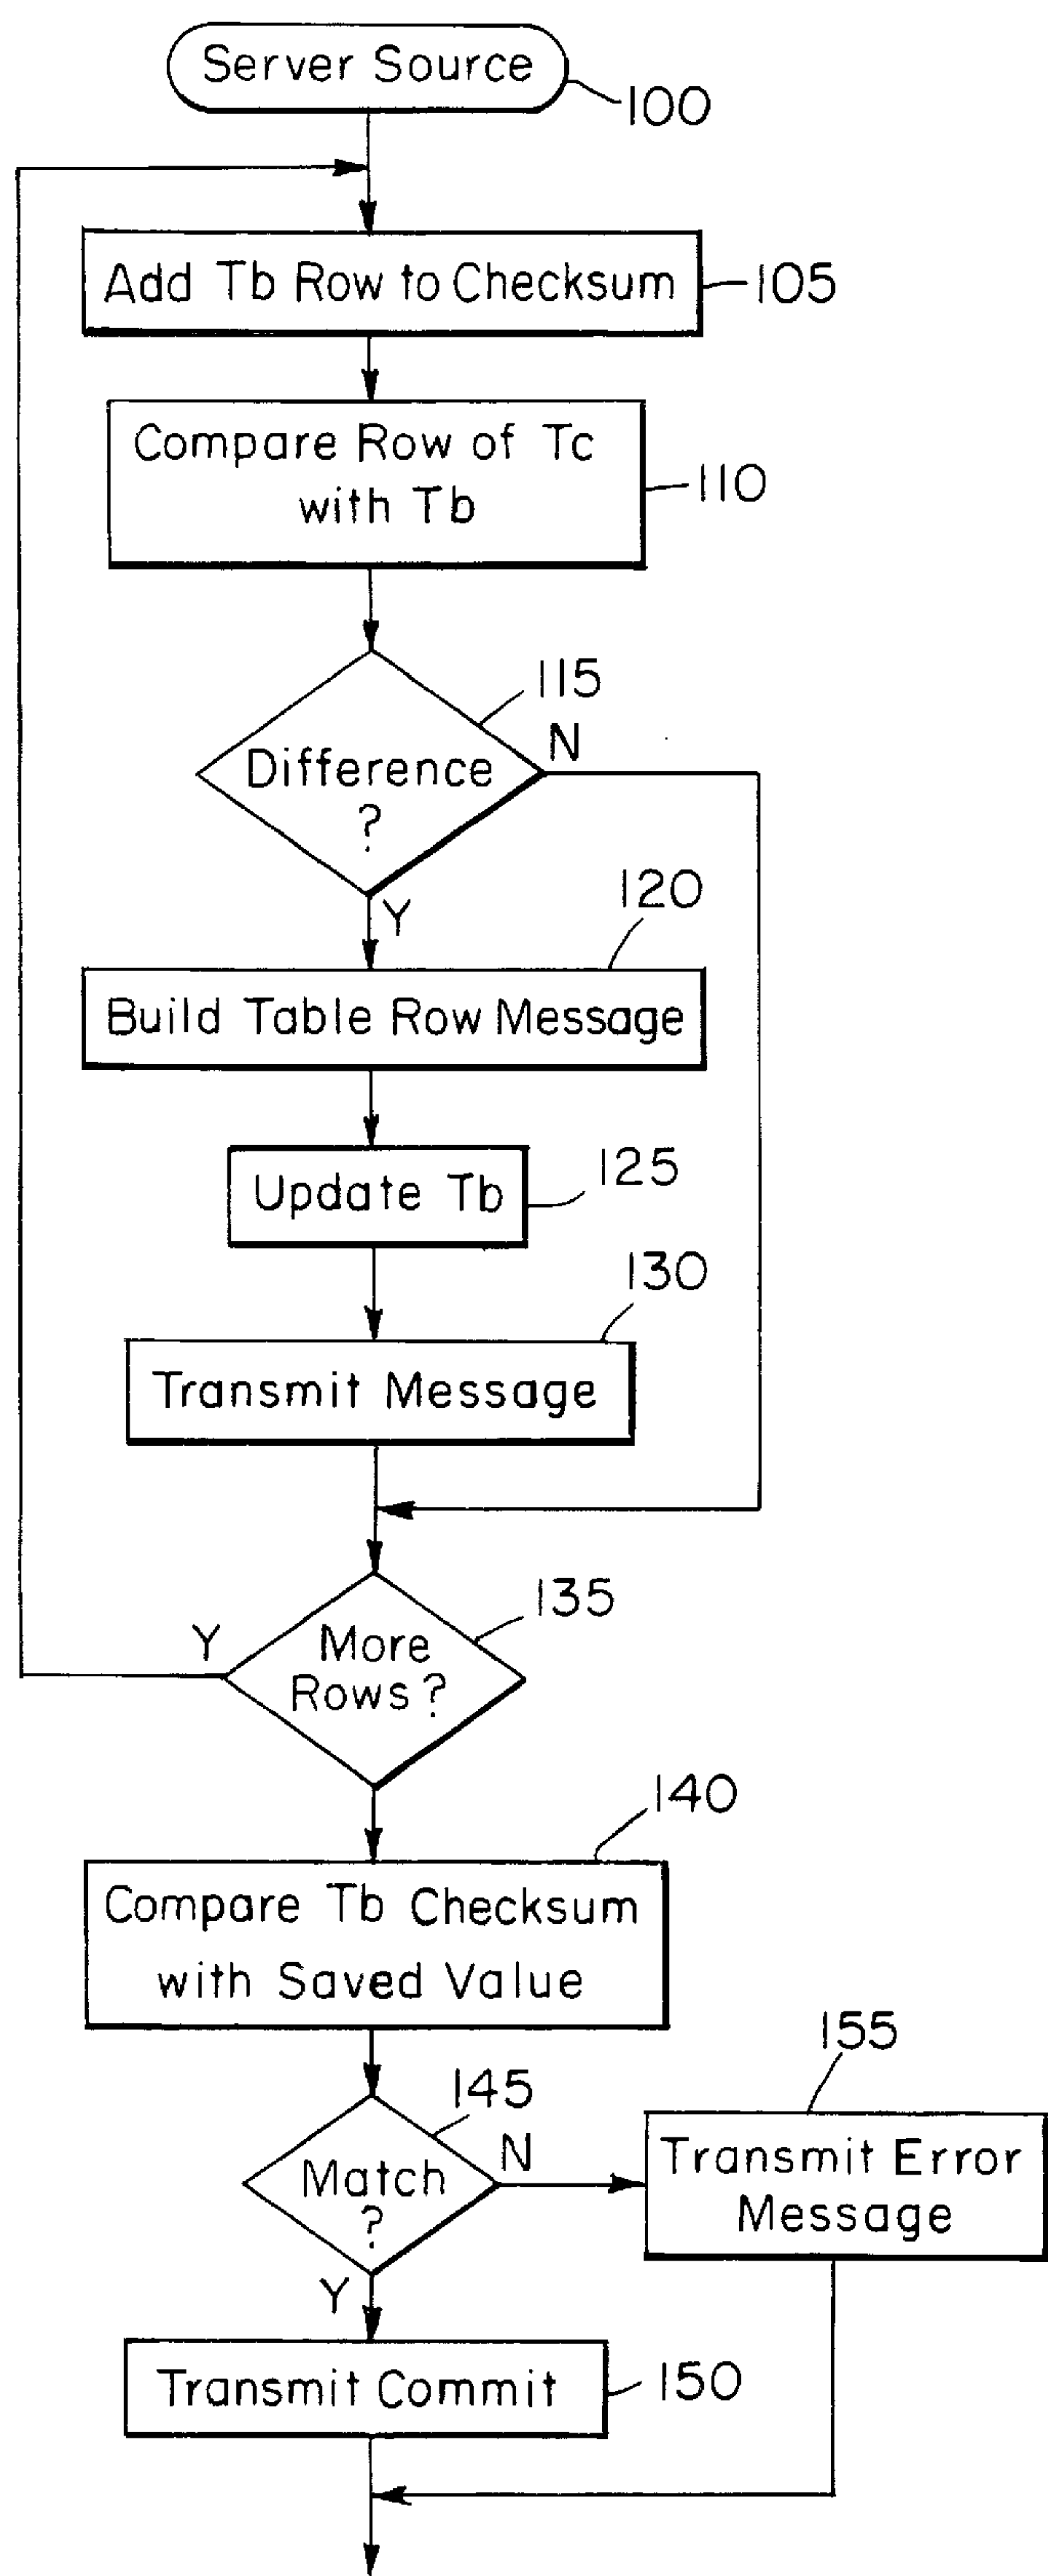 Server Source
100
Add Tb Row to Checksum
105
Compare Row of Tc
with Tb
110
115
N
Difference
?
Y
120
Build Table Row Message
125
Update Tb
130
Transmit Message
135
Y
More
Rows?
140
Compare Tb Checksum
with Saved Value
155
145
N
Match
?
Transmit Error
Message
Y
Transmit Commit
150